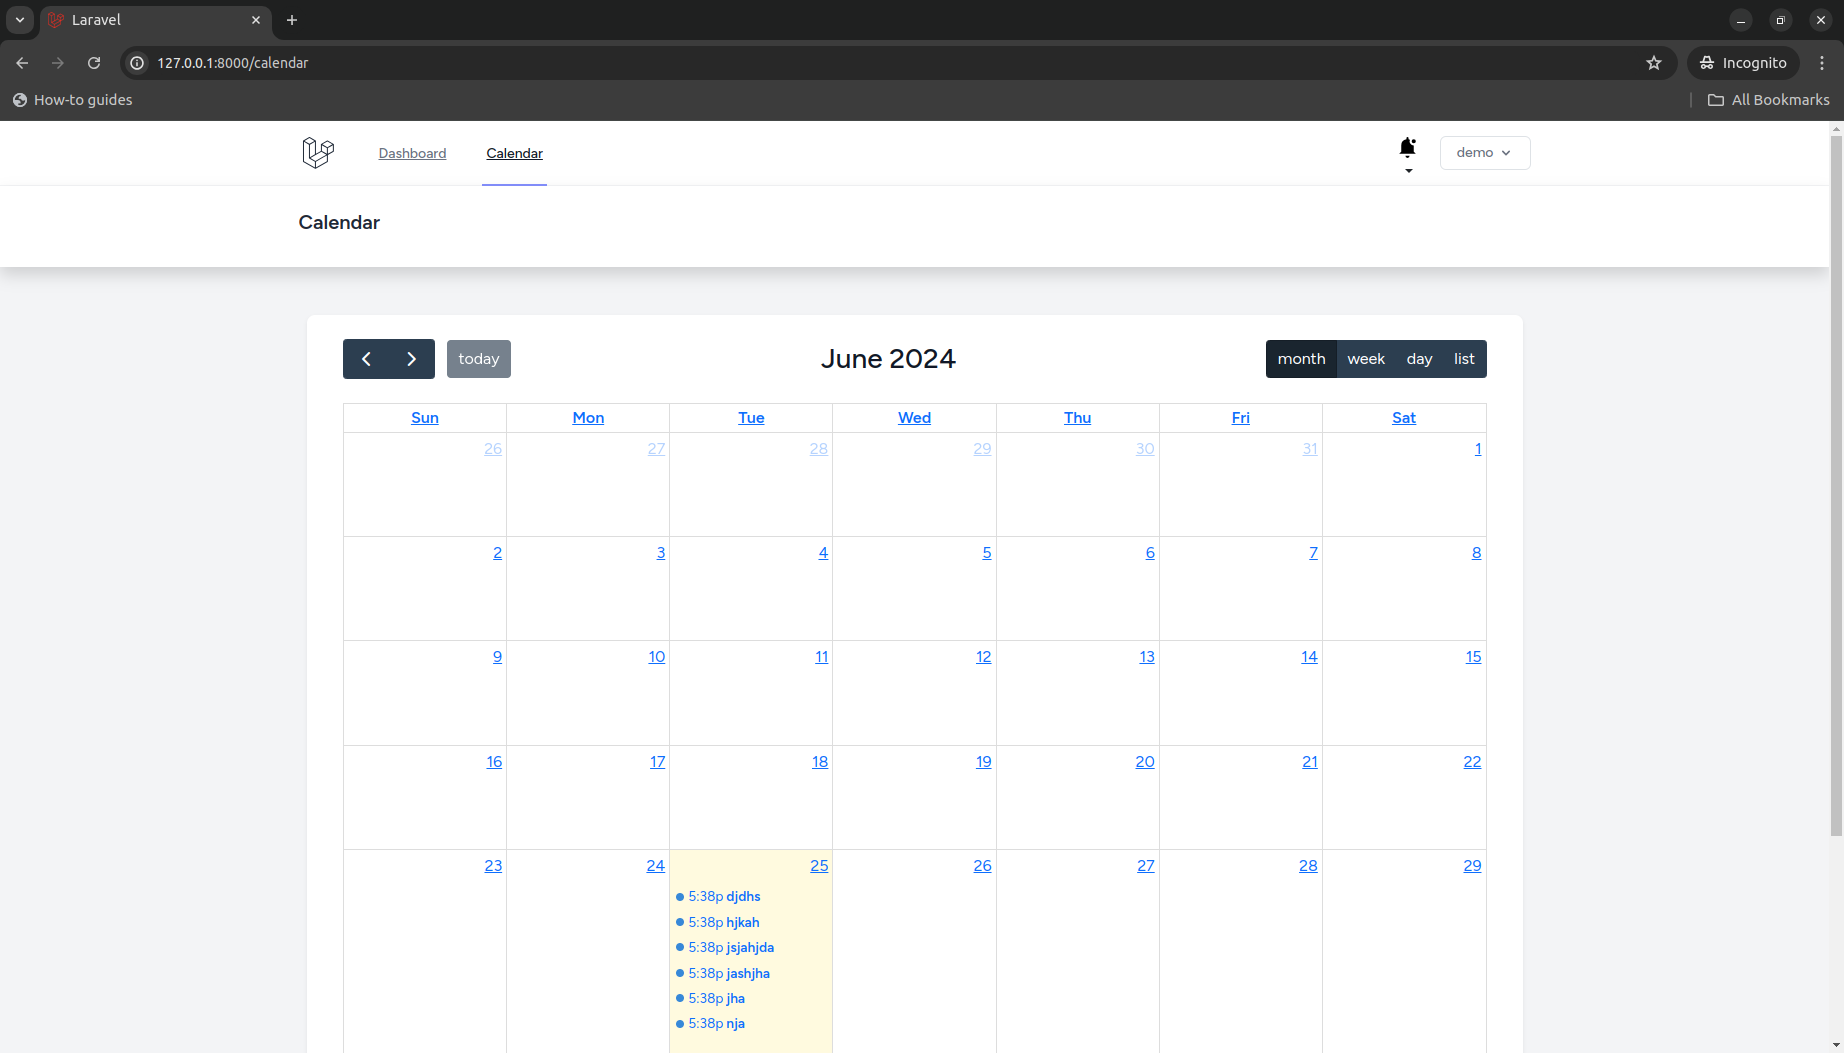 Laravel
127.0.0.1:8000/calendar
Incognito
How-to guides
All Bookmarks
Dashboard Calendar demo
Calendar
today June 2024 month week day list
Sun Mon Tue Wed Thu Fri Sat
26 27 28 29 30 31 1
2 3 4 5 6 7 8
9 10 11 12 13 14 15
16 17 18 19 20 21 22
23 24 25 26 27 28 29
5:38p djdhs
5:38p hjkah
5:38p jsjahjda
5:38p jashjha
5:38p jha
5:38p nja